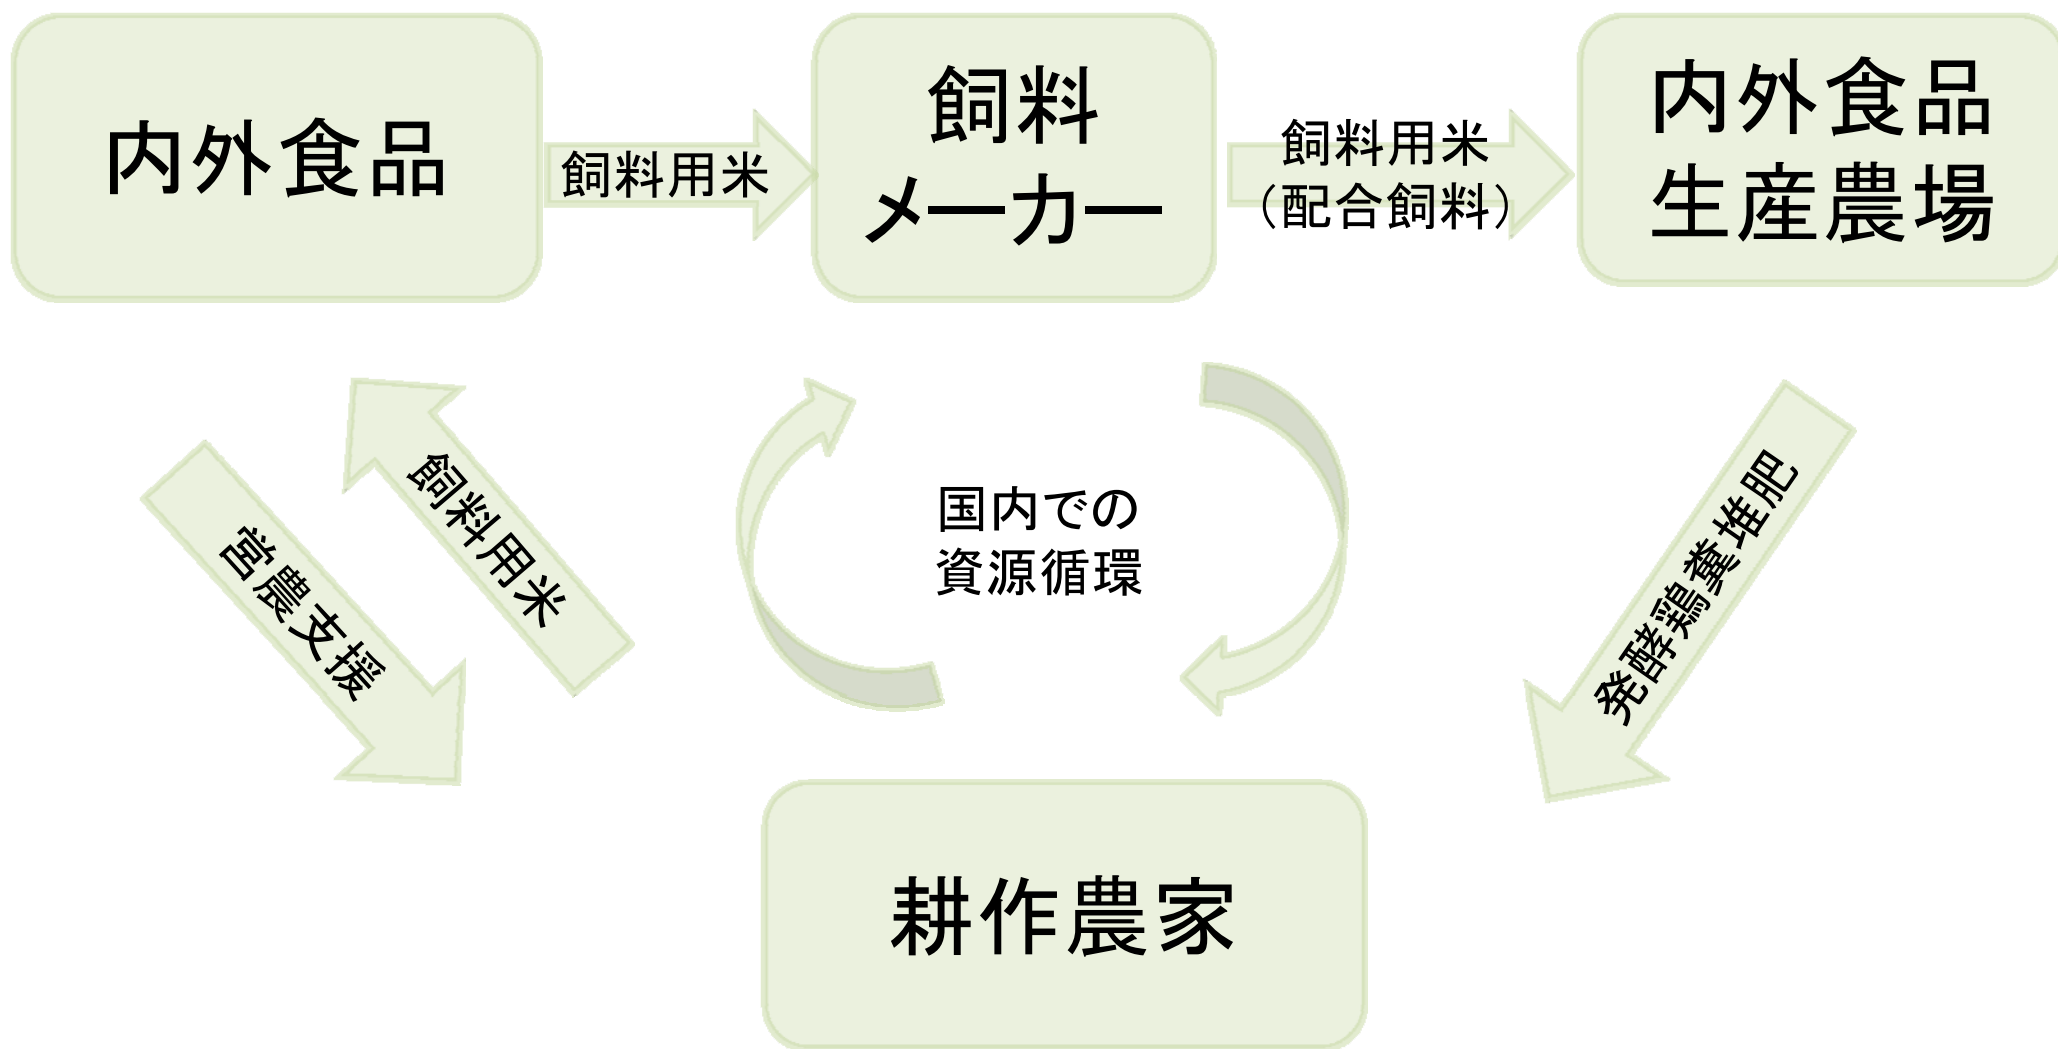 内外食品
飼料用米
飼料
メーカー
飼料用米
（配合飼料）
内外食品
生産農場
飼料用米
営農支援
国内での
資源循環
発酵鶏糞堆肥
耕作農家